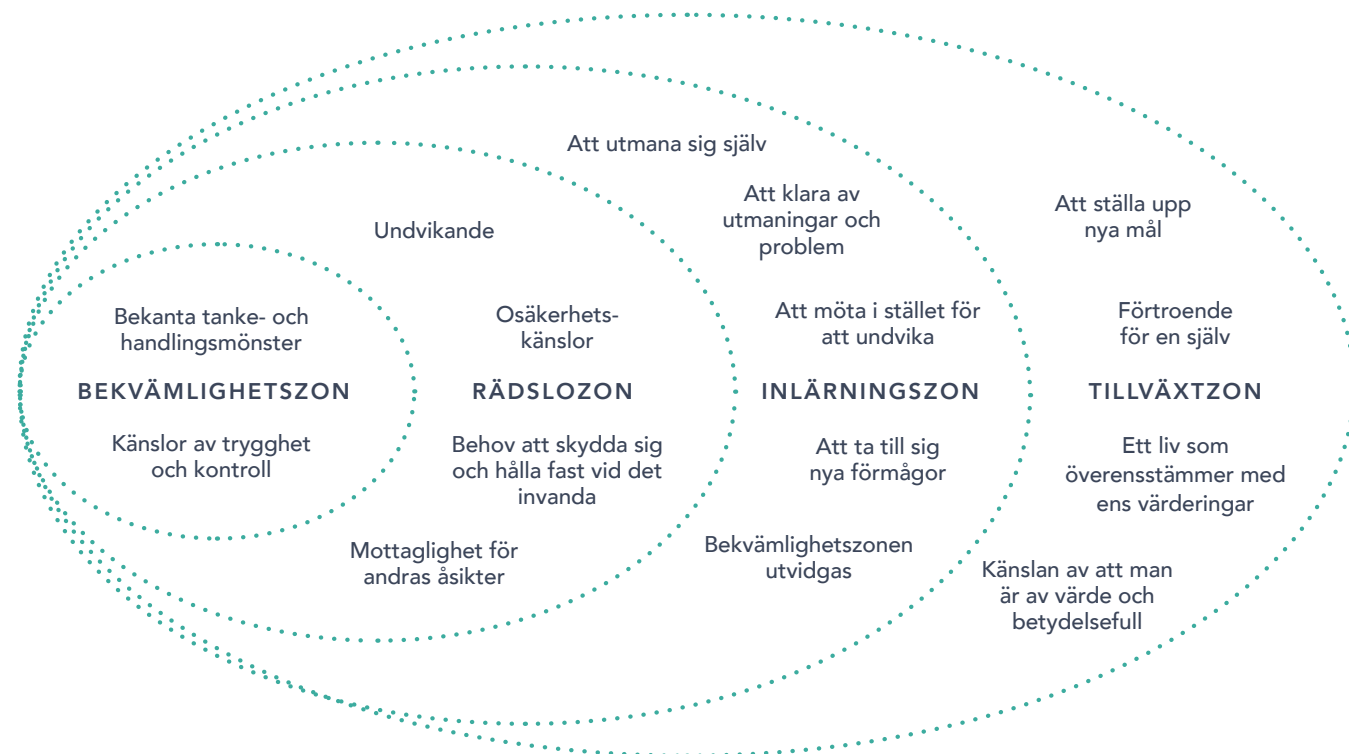 Bekanta tanke- och
handlingsmönster
BEKVÄMLIGHETSZON
Känslor av trygghet
och kontroll
Undvikande
Osäkerhets-
känslor
RÄDSLOZON
Behov att skydda sig
och hålla fast vid det
invanda
Mottaglighet för
andras åsikter
Att utmana sig själv
Att klara av
utmaningar och
problem
Att möta i stället för
att undvika
INLÄRNINGSZON
Att ta till sig
nya förmågor
Bekvämlighetszonen
utvidgas
Att ställa upp
nya mål
Förtroende
för en själv
TILLVÄXTZON
Ett liv som
överensstämmer med
ens värderingar
Känslan av att man
är av värde och
betydelsefull